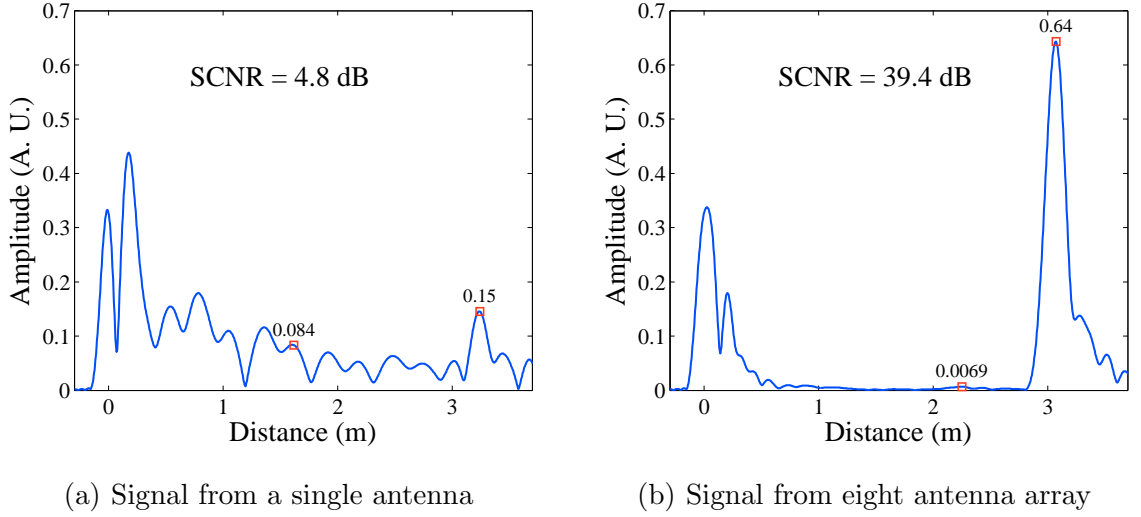 0.7
0.6
0.5
0.4
0.3
0.2
0.1
0
Amplitude (A. U.)
SCNR = 4.8 dB
0.084
0.15
0 1 2 3
Distance (m)
(a) Signal from a single antenna
0.7
0.6
0.5
0.4
0.3
0.2
0.1
0
Amplitude (A. U.)
0.64
SCNR = 39.4 dB
0.0069
0 1 2 3
Distance (m)
(b) Signal from eight antenna array